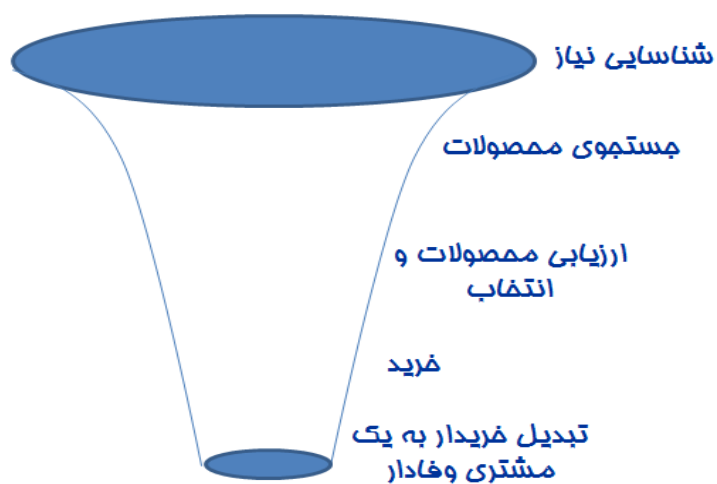 شناسایی نیاز
جستجوی محصولات
ارزیابی محصولات و
انتخاب
خرید
تبدیل خریدار به یک
مشتری وفادار